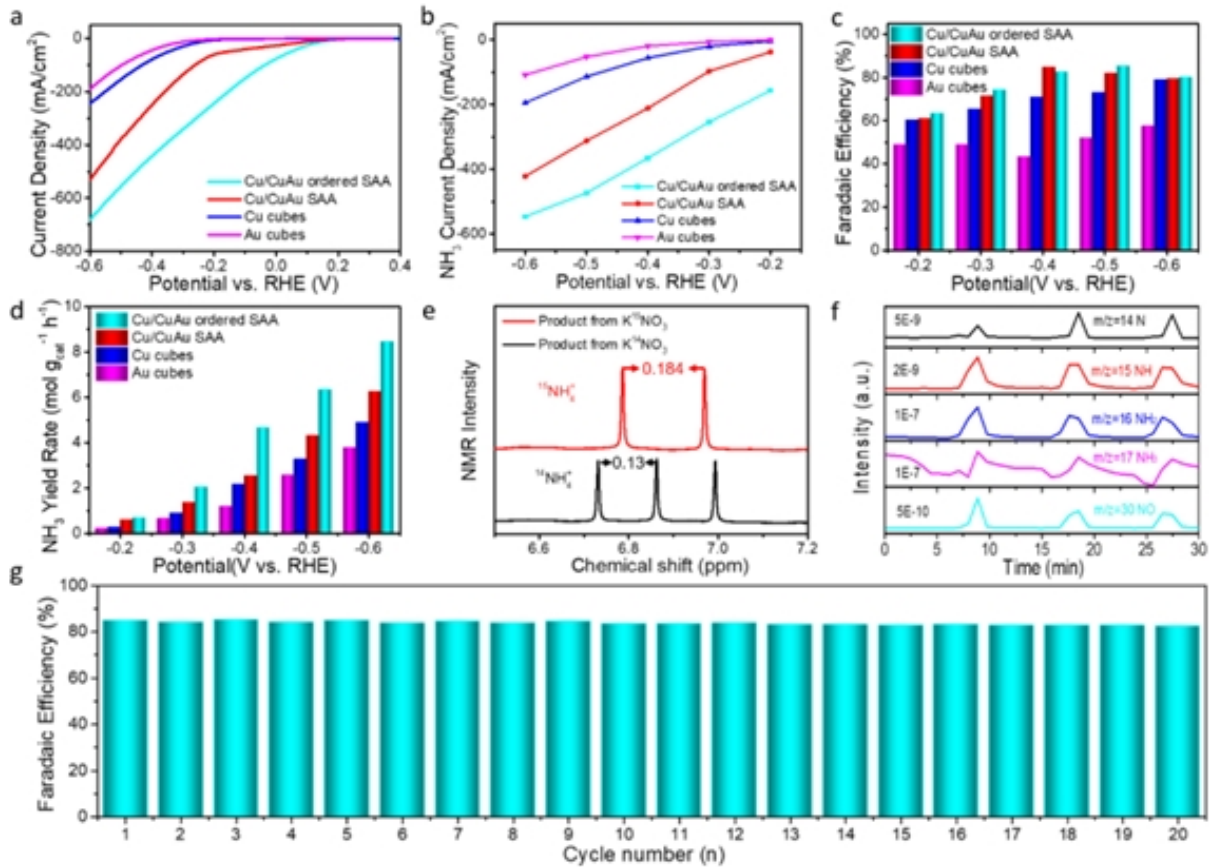 a
0
-200
-400
-600
-800
Current Density (mA/cm²)
Cu/CuAu ordered SAA
Cu/CuAu SAA
Cu cubes
Au cubes
-0.6 -0.4 -0.2 0.0 0.2 0.4
Potential vs. RHE (V)
b
0
-200
-400
-600
NH₃ Current Density (mA/cm²)
Cu/CuAu ordered SAA
Cu/CuAu SAA
Cu cubes
Au cubes
-0.6 -0.5 -0.4 -0.3 -0.2
Potential vs. RHE (V)
c
100
80
60
40
20
0
Faradaic Efficiency (%)
Cu/CuAu ordered SAA
Cu/CuAu SAA
Cu cubes
Au cubes
-0.2 -0.3 -0.4 -0.5 -0.6
Potential(V vs. RHE)
d
10
8
6
4
2
0
NH₃ Yield Rate (mol g_cat⁻¹ h⁻¹)
Cu/CuAu ordered SAA
Cu/CuAu SAA
Cu cubes
Au cubes
-0.2 -0.3 -0.4 -0.5 -0.6
Potential(V vs. RHE)
e
NMR Intensity
Product from K¹⁵NO₃
Product from K¹⁴NO₃
0.184
¹⁵NH₄⁺
0.13
¹⁴NH₄⁺
6.6 6.8 7.0 7.2
Chemical shift (ppm)
f
Intensity (a.u.)
5E-9 m/z=14 N
2E-9 m/z=15 NH
1E-7 m/z=16 NH₂
1E-7 m/z=17 NH₃
5E-10 m/z=30 NO
0 5 10 15 20 25 30
Time (min)
g
100
80
60
40
20
0
Faradaic Efficiency (%)
1 2 3 4 5 6 7 8 9 10 11 12 13 14 15 16 17 18 19 20
Cycle number (n)